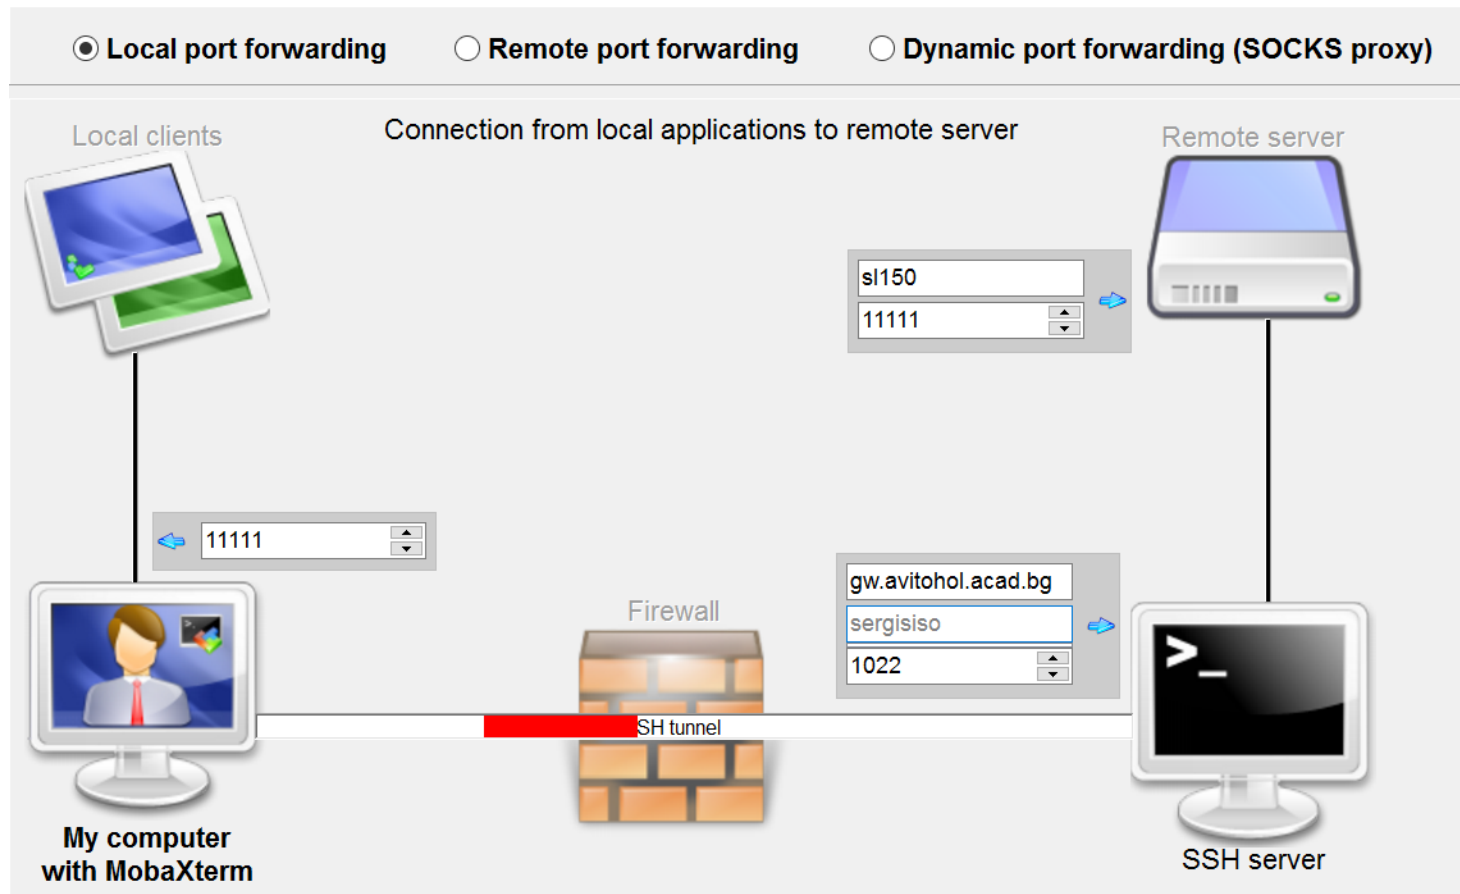 Local port forwarding
Remote port forwarding
Dynamic port forwarding (SOCKS proxy)
Connection from local applications to remote server
Local clients
Remote server
sl150
11111
11111
gw.avitohol.acad.bg
sergisiso
1022
Firewall
SH tunnel
My computer
with MobaXterm
SSH server